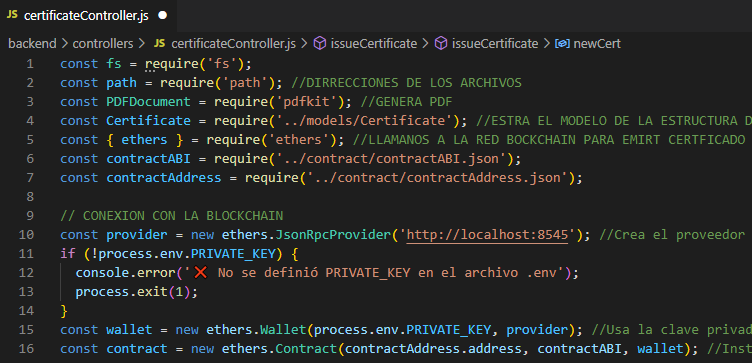 JS certificateController.js ●
backend > controllers > JS certificateController.js > issueCertificate > issueCertificate > newCert
1 const fs = require('fs');
2 const path = require('path'); //DIRRECCIONES DE LOS ARCHIVOS
3 const PDFDocument = require('pdfkit'); //GENERA PDF
4 const Certificate = require('../models/Certificate'); //ESTRA EL MODELO DE LA ESTRUCTURA D
5 const { ethers } = require('ethers'); //LLAMANOS A LA RED BOCKCHAIN PARA EMIRT CERTFICADO
6 const contractABI = require('../contract/contractABI.json');
7 const contractAddress = require('../contract/contractAddress.json');
8
9 // CONEXION CON LA BLOCKCHAIN
10 const provider = new ethers.JsonRpcProvider('http://localhost:8545'); //Crea el proveedor
11 if (!process.env.PRIVATE_KEY) {
12 console.error('❌ No se definió PRIVATE_KEY en el archivo .env');
13 process.exit(1);
14 }
15 const wallet = new ethers.Wallet(process.env.PRIVATE_KEY, provider); //Usa la clave privad
16 const contract = new ethers.Contract(contractAddress.address, contractABI, wallet); //Inst